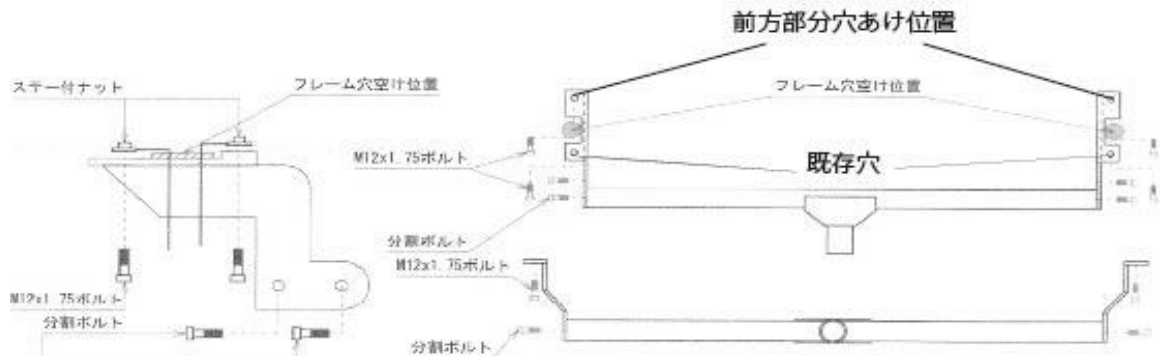 前方部分穴あけ位置
ステー付ナット
フレーム穴空け位置
フレーム穴空け位置
M12x1.75ボルト
既存穴
分割ボルト
M12x1.75ボルト
M12x1.75ボルト
分割ボルト
分割ボルト